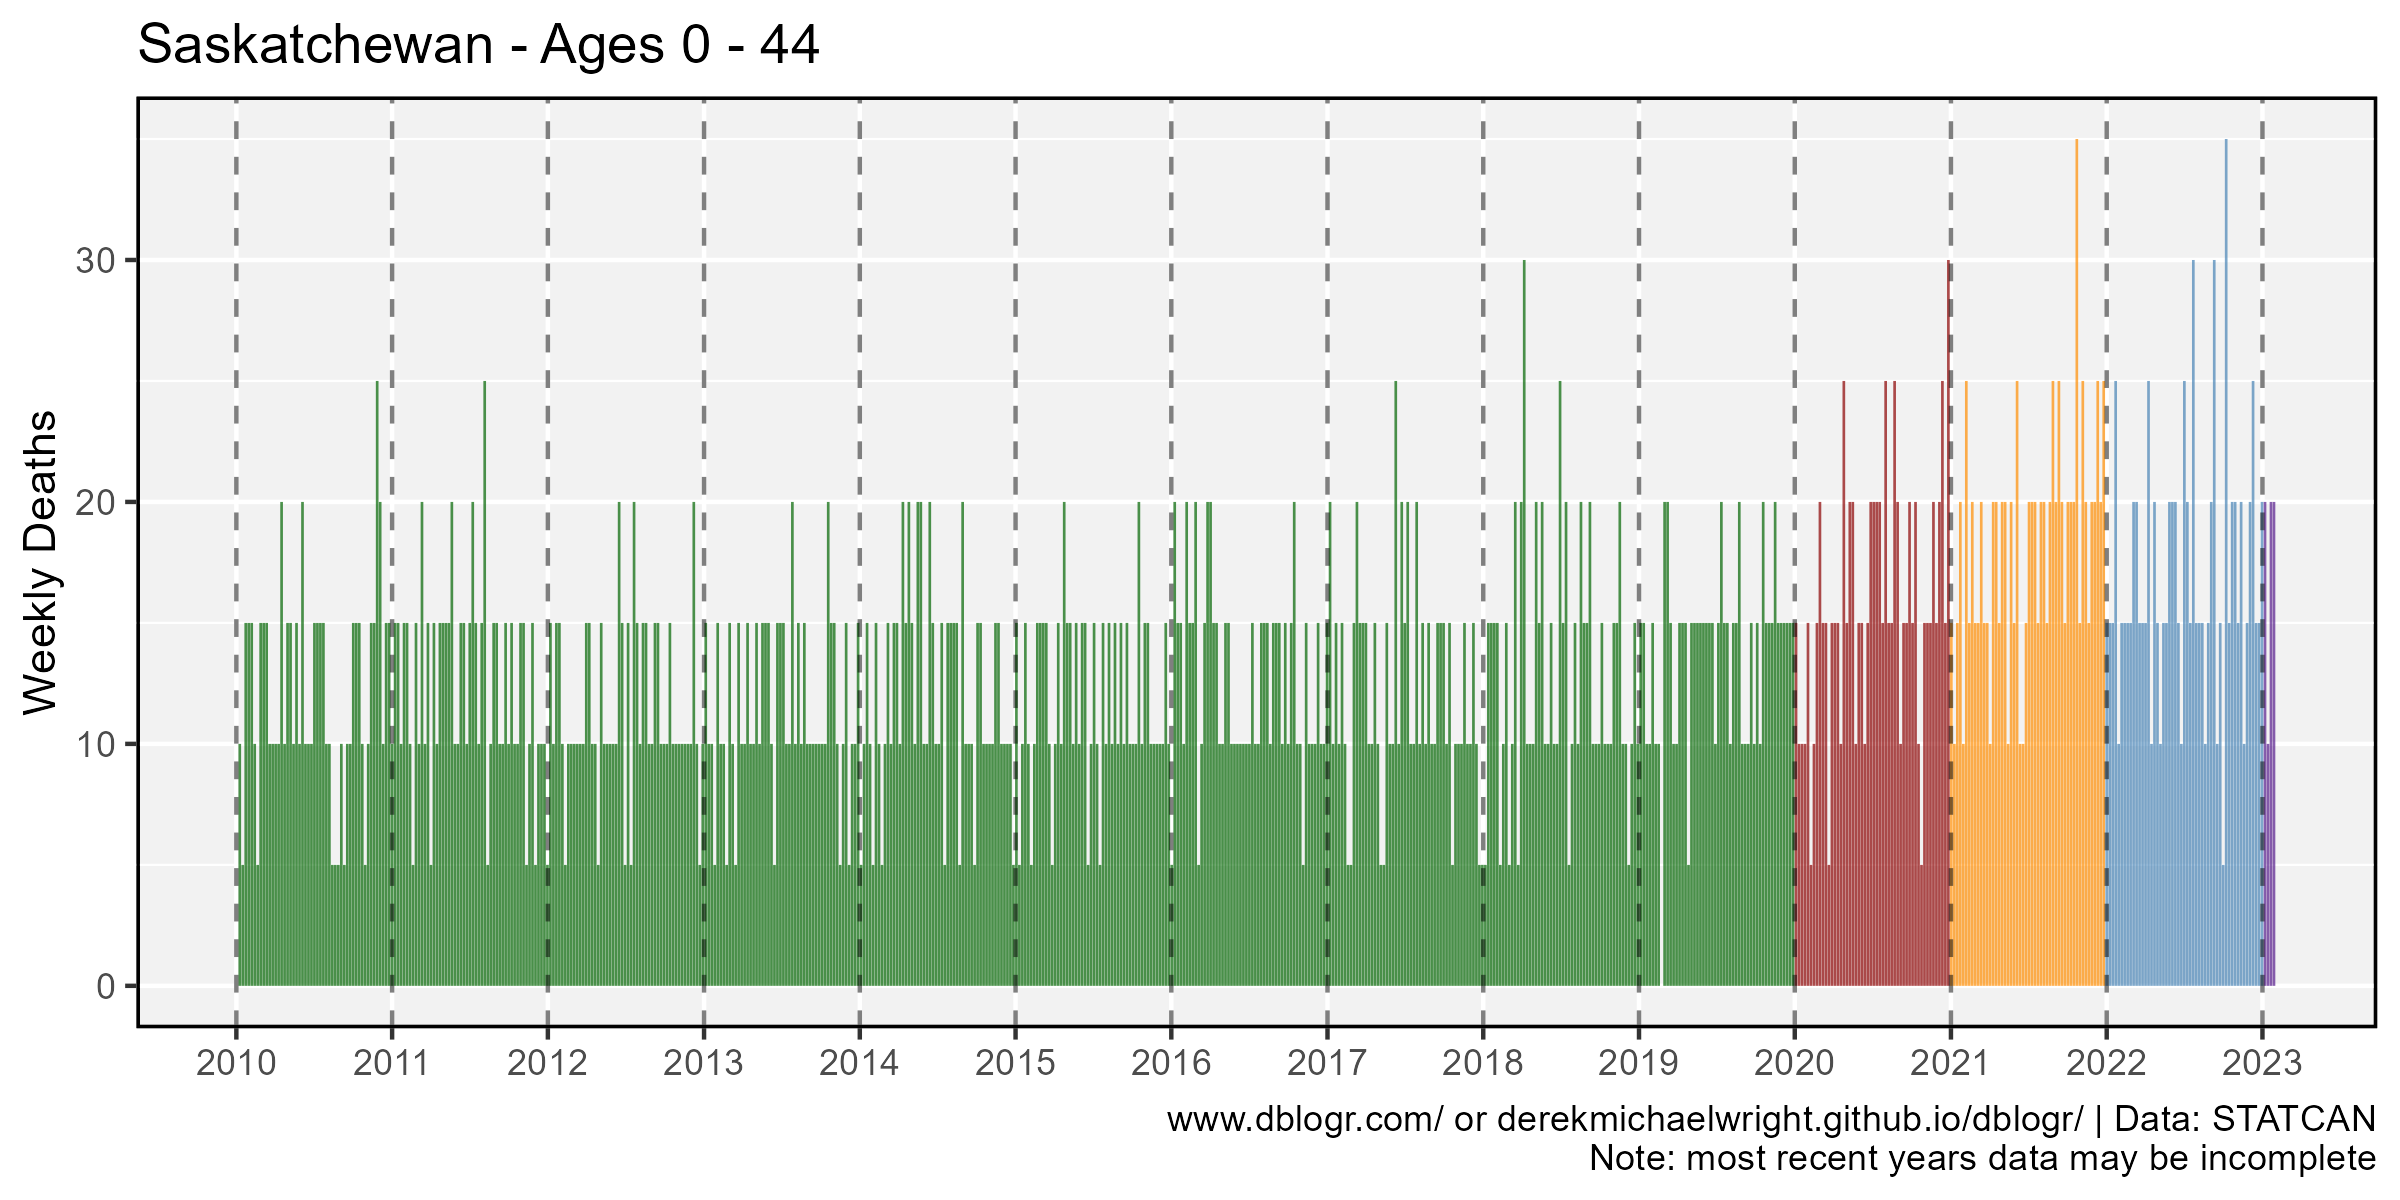 Saskatchewan - Ages 0 - 44
Weekly Deaths
30
20
10
0
2010 2011 2012 2013 2014 2015 2016 2017 2018 2019 2020 2021 2022 2023
www.dblogr.com/ or derekmichaelwright.github.io/dblogr/ | Data: STATCAN
Note: most recent years data may be incomplete